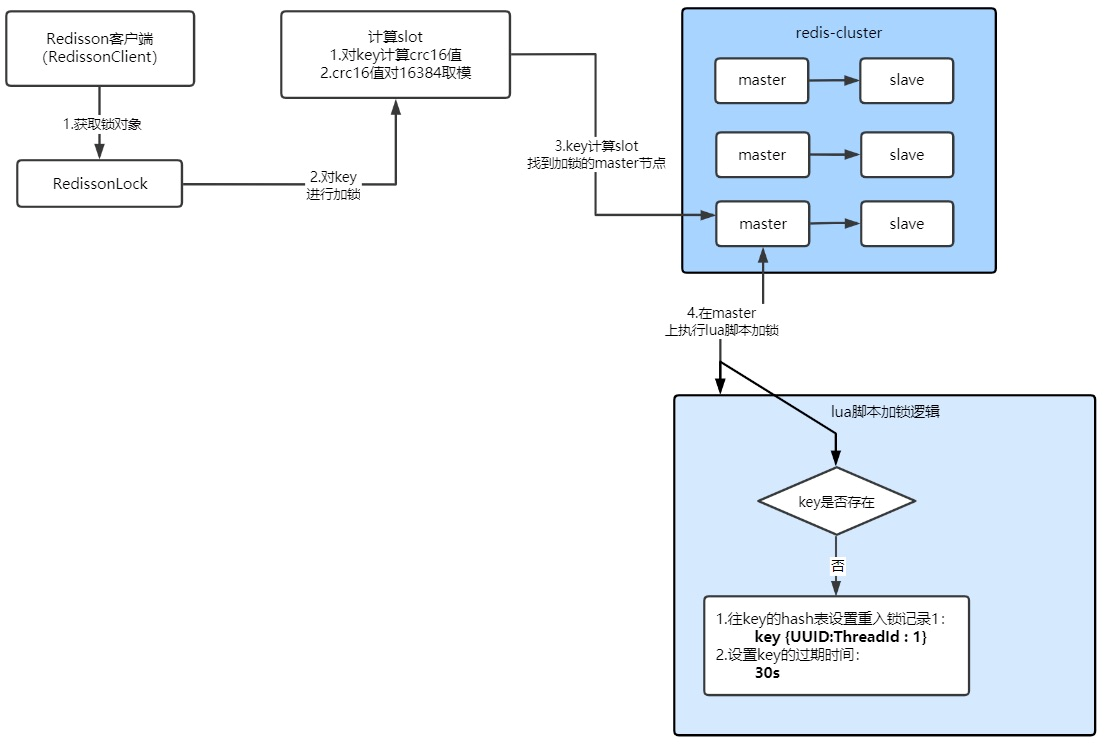 Redisson客户端
(RedissonClient)
1.获取锁对象
RedissonLock
2.对key
进行加锁
计算slot
1.对key计算crc16值
2.crc16值对16384取模
3.key计算slot
找到加锁的master节点
redis-cluster
master
slave
master
slave
master
slave
4.在master
上执行lua脚本加锁
lua脚本加锁逻辑
key是否存在
否
1.往key的hash表设置重入锁记录1：
key {UUID:ThreadId : 1}
2.设置key的过期时间：
30s